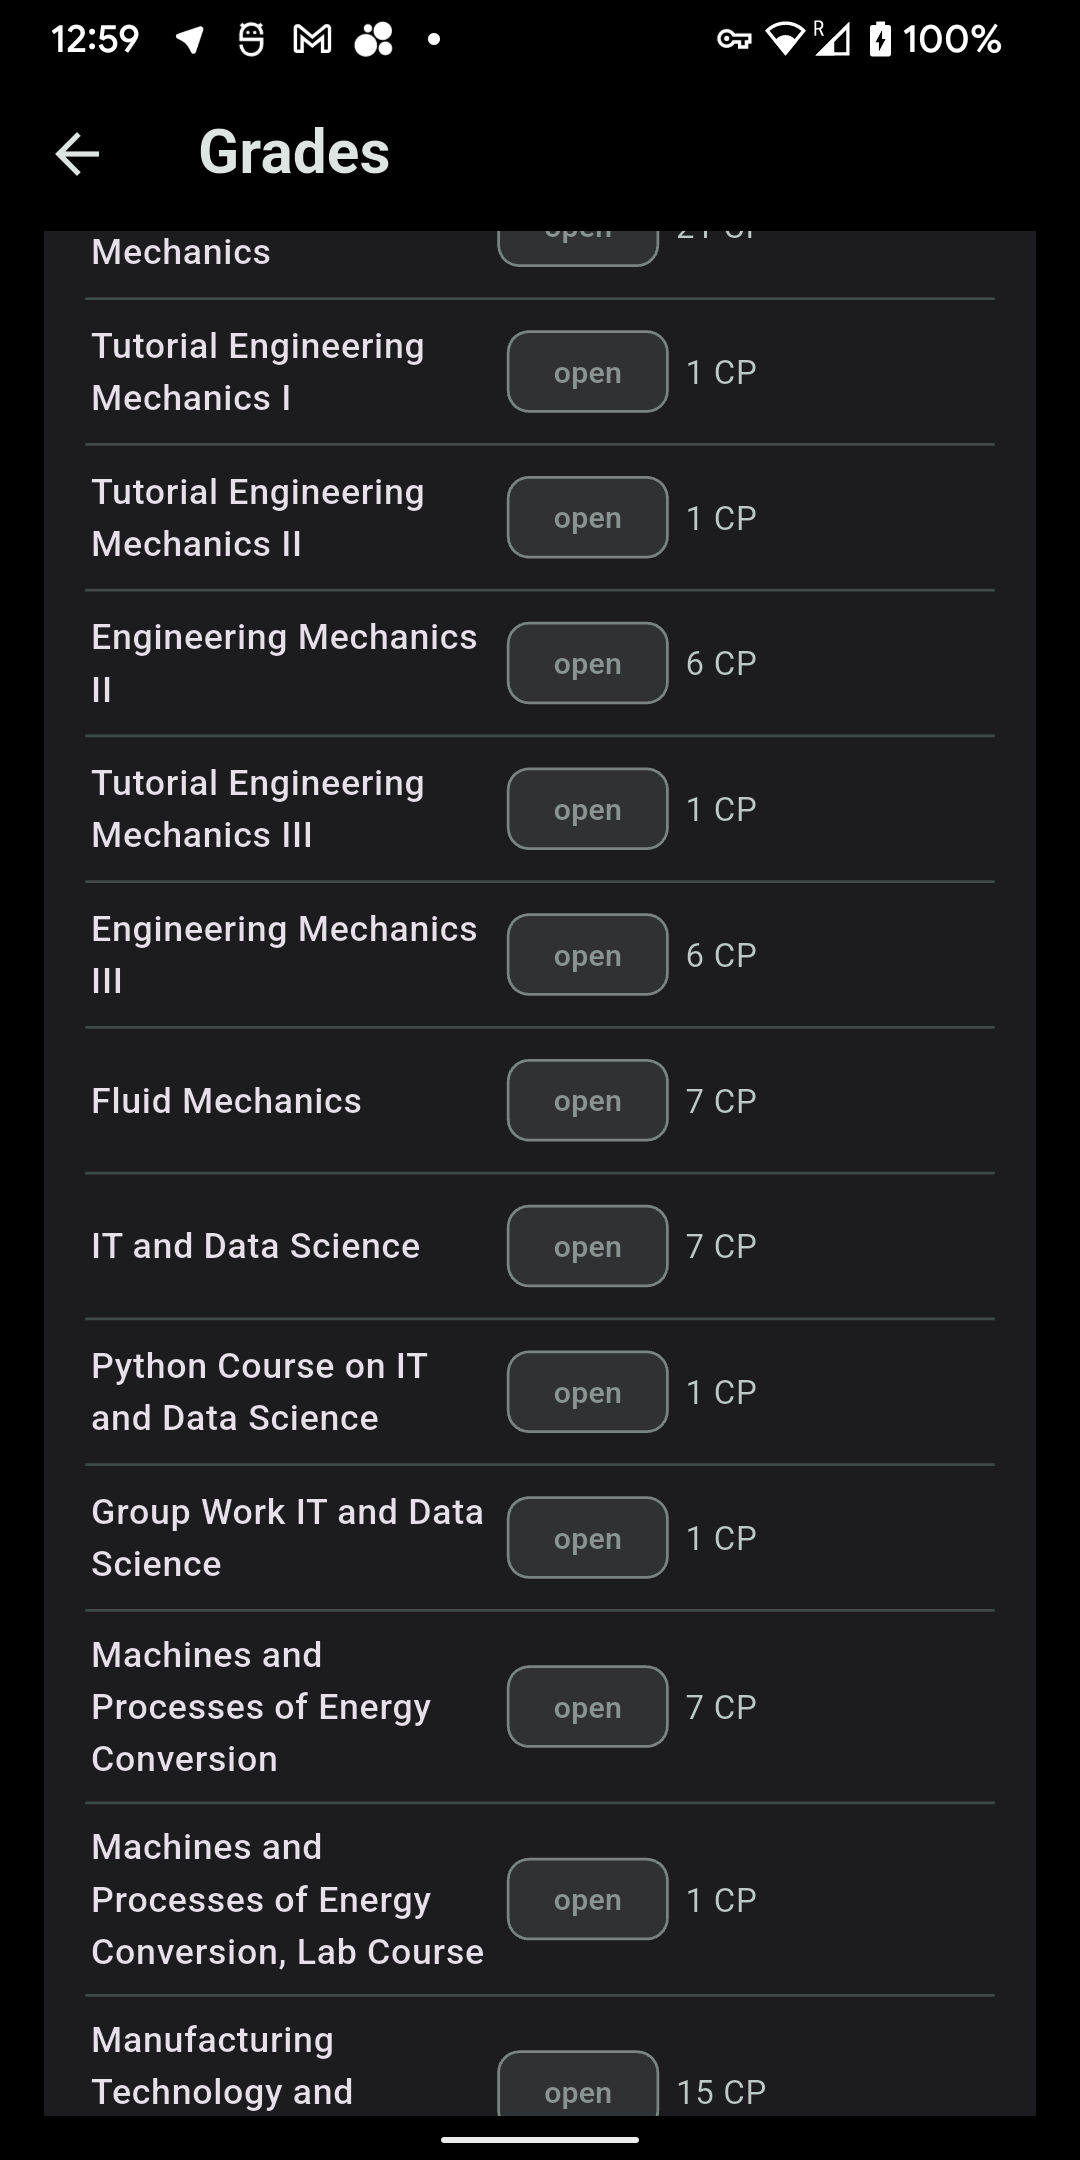 12:59
R
100%
Grades
Mechanics
open 21 CP
Tutorial Engineering
Mechanics I
open 1 CP
Tutorial Engineering
Mechanics II
open 1 CP
Engineering Mechanics
II
open 6 CP
Tutorial Engineering
Mechanics III
open 1 CP
Engineering Mechanics
III
open 6 CP
Fluid Mechanics
open 7 CP
IT and Data Science
open 7 CP
Python Course on IT
and Data Science
open 1 CP
Group Work IT and Data
Science
open 1 CP
Machines and
Processes of Energy
Conversion
open 7 CP
Machines and
Processes of Energy
Conversion, Lab Course
open 1 CP
Manufacturing
Technology and
open 15 CP